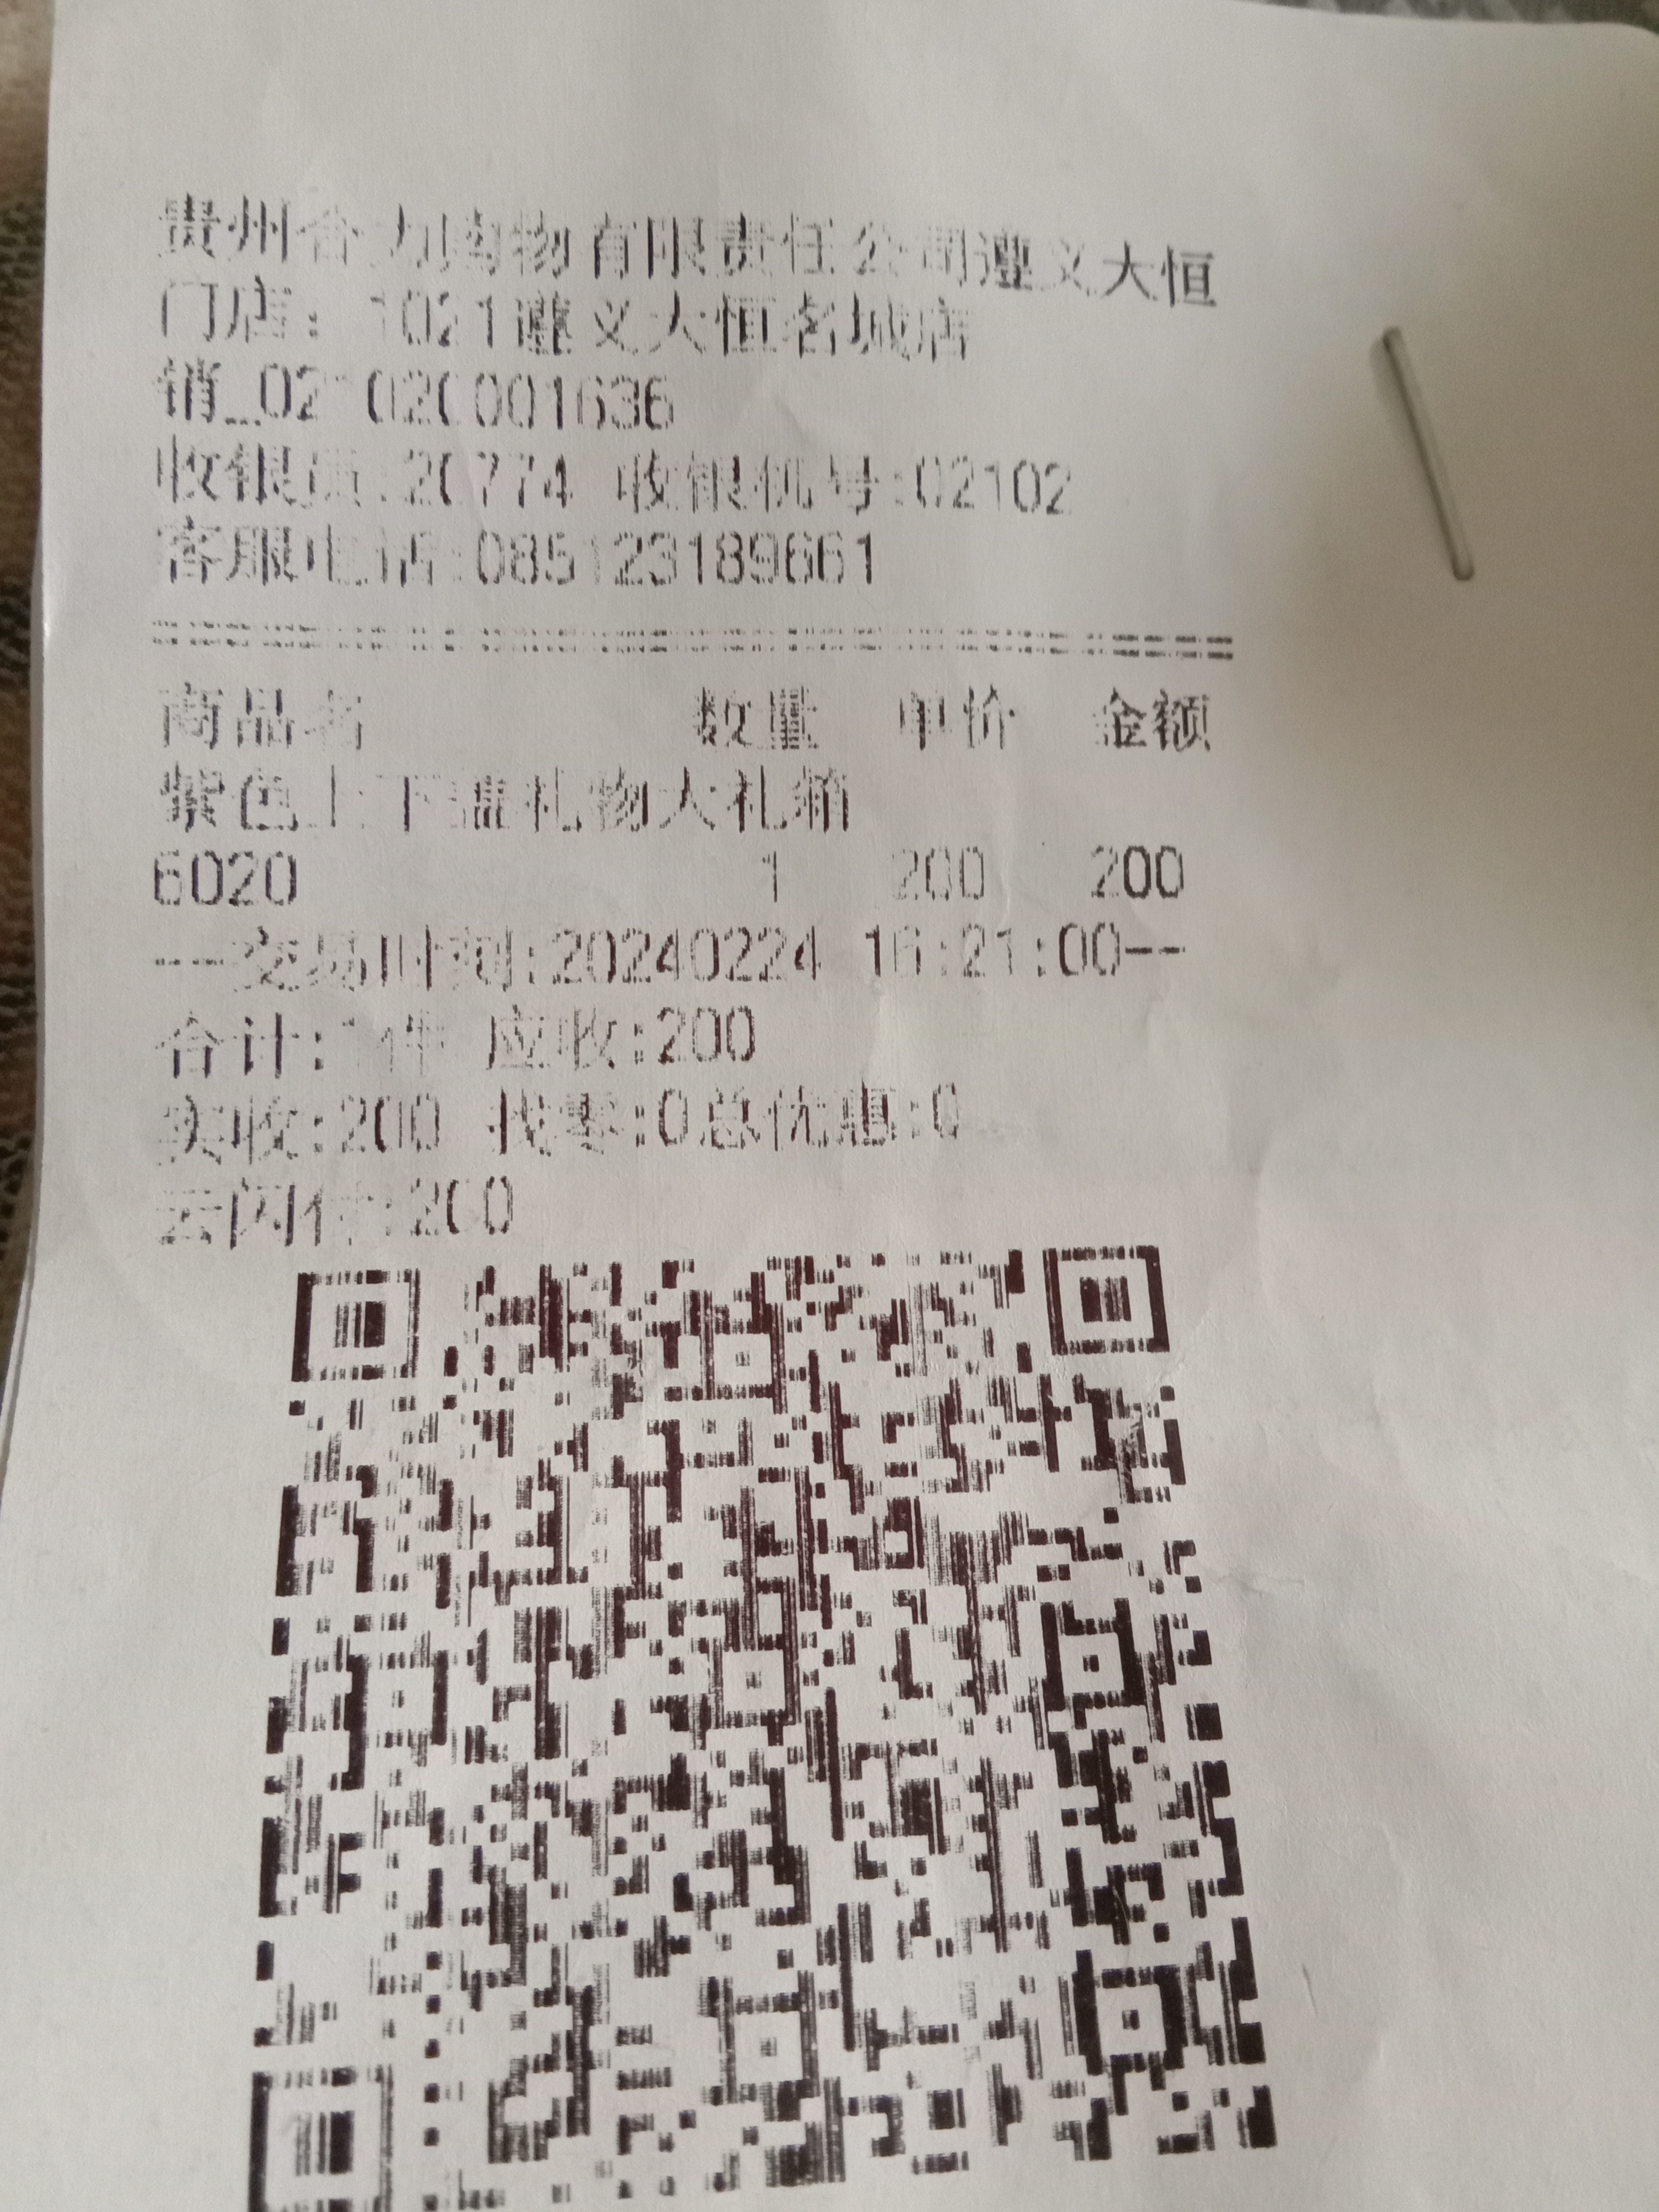 贵州合力购物有限责任公司遵义大恒
门店: 1021遵义大恒名城店
销_021020001636
收银员:20774 收银机号:02102
客服电话:085123189661
商品名 数量 单价 金额
紫色上下盖礼物大礼箱
6020 1 200 200
--交易时间:20240224 16:21:00--
合计:1件 应收:200
实收:200 找零:0总优惠:0
云闪付:200